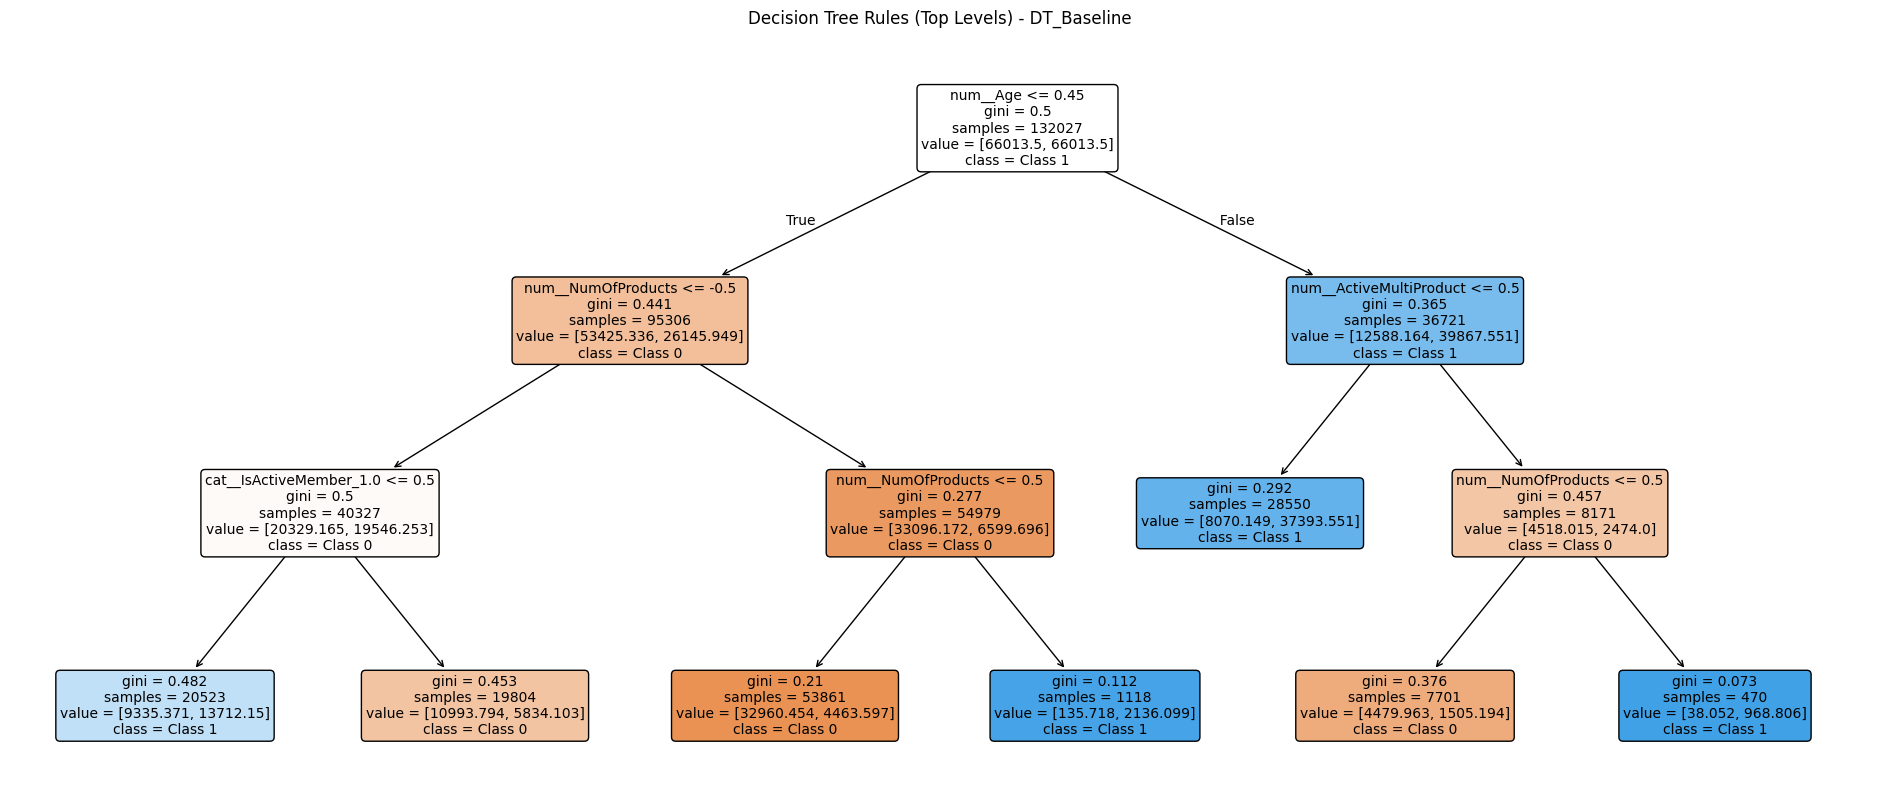 Decision Tree Rules (Top Levels) - DT_Baseline
num__Age <= 0.45
gini = 0.5
samples = 132027
value = [66013.5, 66013.5]
class = Class 1
True
False
num__NumOfProducts <= -0.5
gini = 0.441
samples = 95306
value = [53425.336, 26145.949]
class = Class 0
num__ActiveMultiProduct <= 0.5
gini = 0.365
samples = 36721
value = [12588.164, 39867.551]
class = Class 1
cat__IsActiveMember_1.0 <= 0.5
gini = 0.5
samples = 40327
value = [20329.165, 19546.253]
class = Class 0
num__NumOfProducts <= 0.5
gini = 0.277
samples = 54979
value = [33096.172, 6599.696]
class = Class 0
gini = 0.292
samples = 28550
value = [8070.149, 37393.551]
class = Class 1
num__NumOfProducts <= 0.5
gini = 0.457
samples = 8171
value = [4518.015, 2474.0]
class = Class 0
gini = 0.482
samples = 20523
value = [9335.371, 13712.15]
class = Class 1
gini = 0.453
samples = 19804
value = [10993.794, 5834.103]
class = Class 0
gini = 0.21
samples = 53861
value = [32960.454, 4463.597]
class = Class 0
gini = 0.112
samples = 1118
value = [135.718, 2136.099]
class = Class 1
gini = 0.376
samples = 7701
value = [4479.963, 1505.194]
class = Class 0
gini = 0.073
samples = 470
value = [38.052, 968.806]
class = Class 1